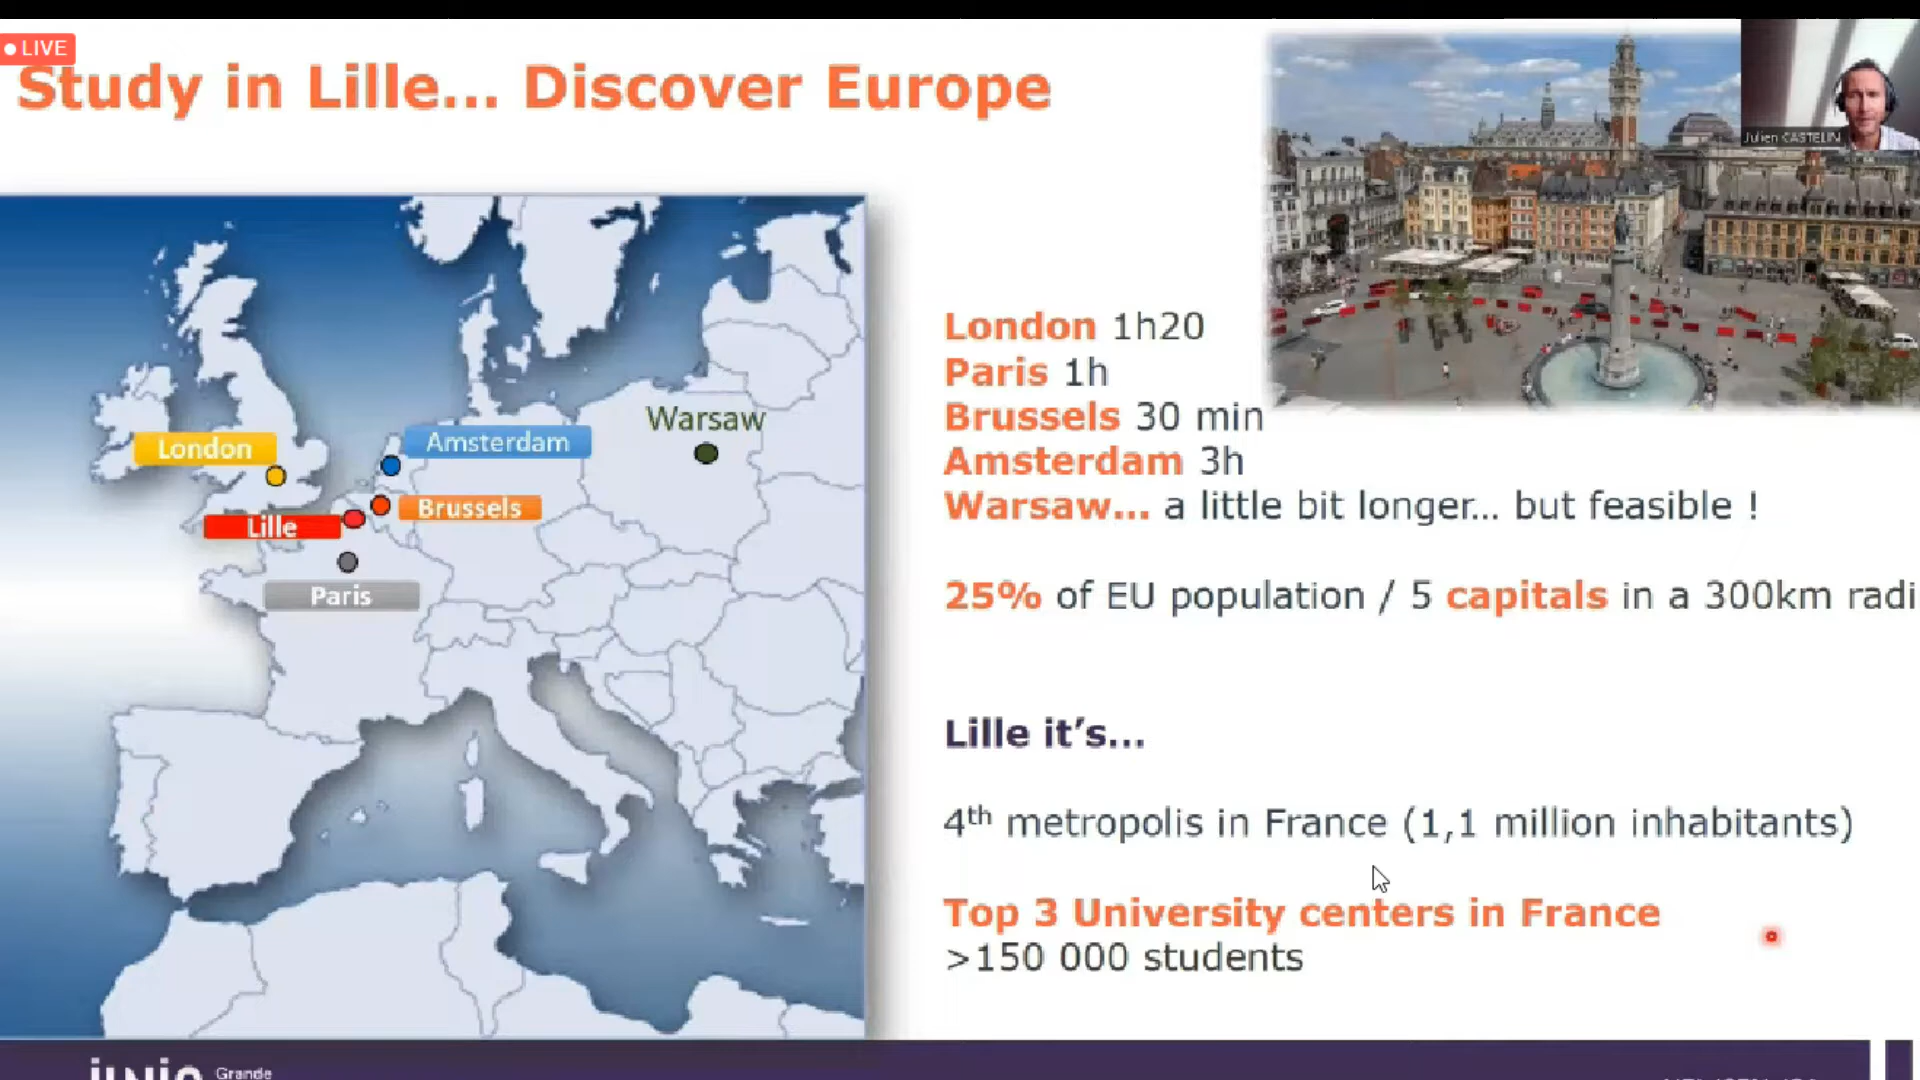 LIVE
Study in Lille... Discover Europe
Julien CASTELIN
London 1h20
Paris 1h
Brussels 30 min
Amsterdam 3h
Warsaw... a little bit longer... but feasible !
25% of EU population / 5 capitals in a 300km radi
Lille it's...
4th metropolis in France (1,1 million inhabitants)
Top 3 University centers in France
>150 000 students
Warsaw
Amsterdam
London
Brussels
Lille
Paris
Grande